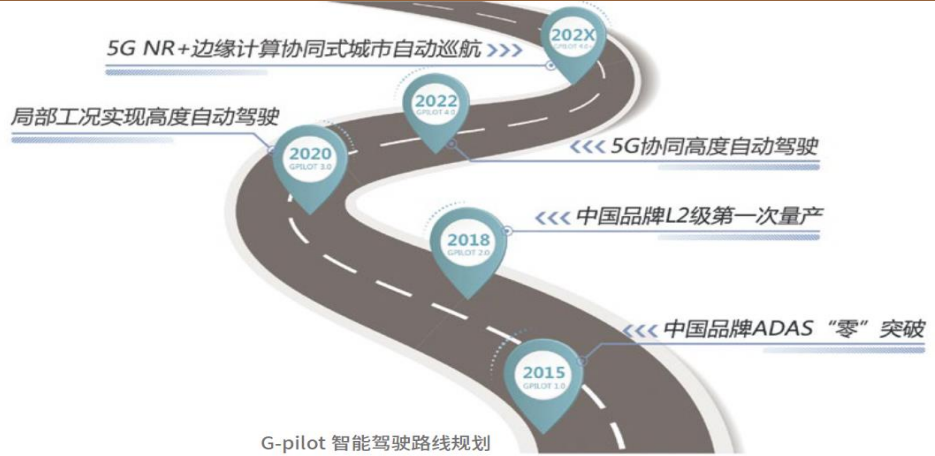 202X
GPILOT 4.0+
5G NR+边缘计算协同式城市自动巡航
2022
GPILOT 4.0
局部工况实现高度自动驾驶
2020
GPILOT 3.0
5G协同高度自动驾驶
中国品牌L2级第一次量产
2018
GPILOT 2.0
中国品牌ADAS“零”突破
2015
GPILOT 1.0
G-pilot 智能驾驶路线规划